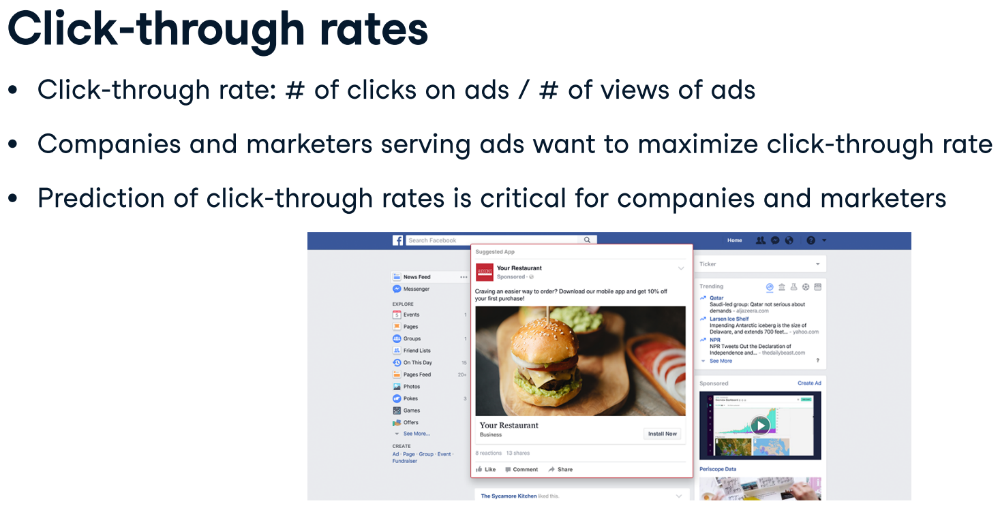 Click-through rates
• Click-through rate: # of clicks on ads / # of views of ads
• Companies and marketers serving ads want to maximize click-through rate
• Prediction of click-through rates is critical for companies and marketers
Search Facebook
Home
Suggested App
Your Restaurant
Sponsored ·
Craving an easier way to order? Download our mobile app and get 10% off
your first purchase!
Your Restaurant
Business
Install Now
8 reactions 13 shares
Like Comment Share
The Sycamore Kitchen liked this.
News Feed
Messenger
EXPLORE
5 Events 1
Pages
Groups 1
Friend Lists
On This Day 15
Pages Feed 20+
Photos
Pokes 3
Games
Offers
See More...
CREATE
Ad · Page · Group · Event ·
Fundraiser
Ticker
Trending
Qatar
Saudi-led group: Qatar not serious about
demands - aljazeera.com
Larsen Ice Shelf
Impending Antarctic iceberg is the size of
Delaware, and extends 700 feet... - yahoo.com
NPR
NPR Tweets Out the Declaration of
Independence and... - thedailybeast.com
See More ?
Sponsored Create Ad
Periscope Data